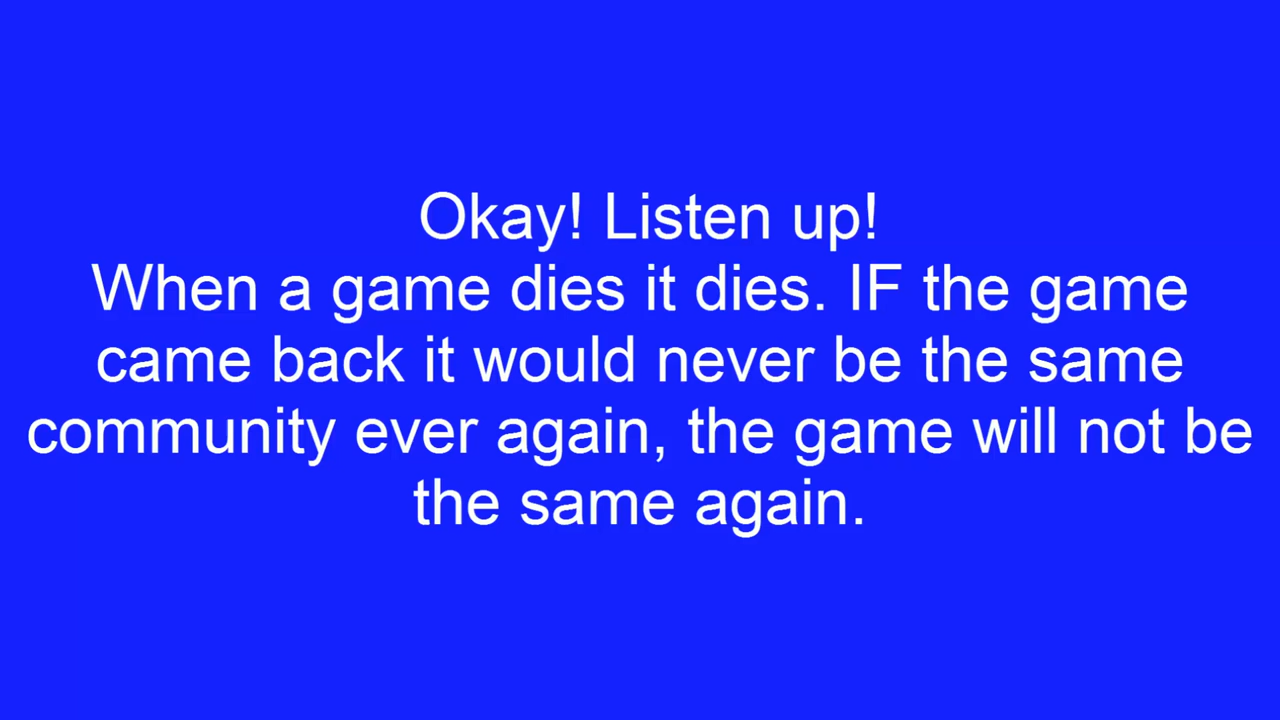 Okay! Listen up!
When a game dies it dies. IF the game
came back it would never be the same
community ever again, the game will not be
the same again.